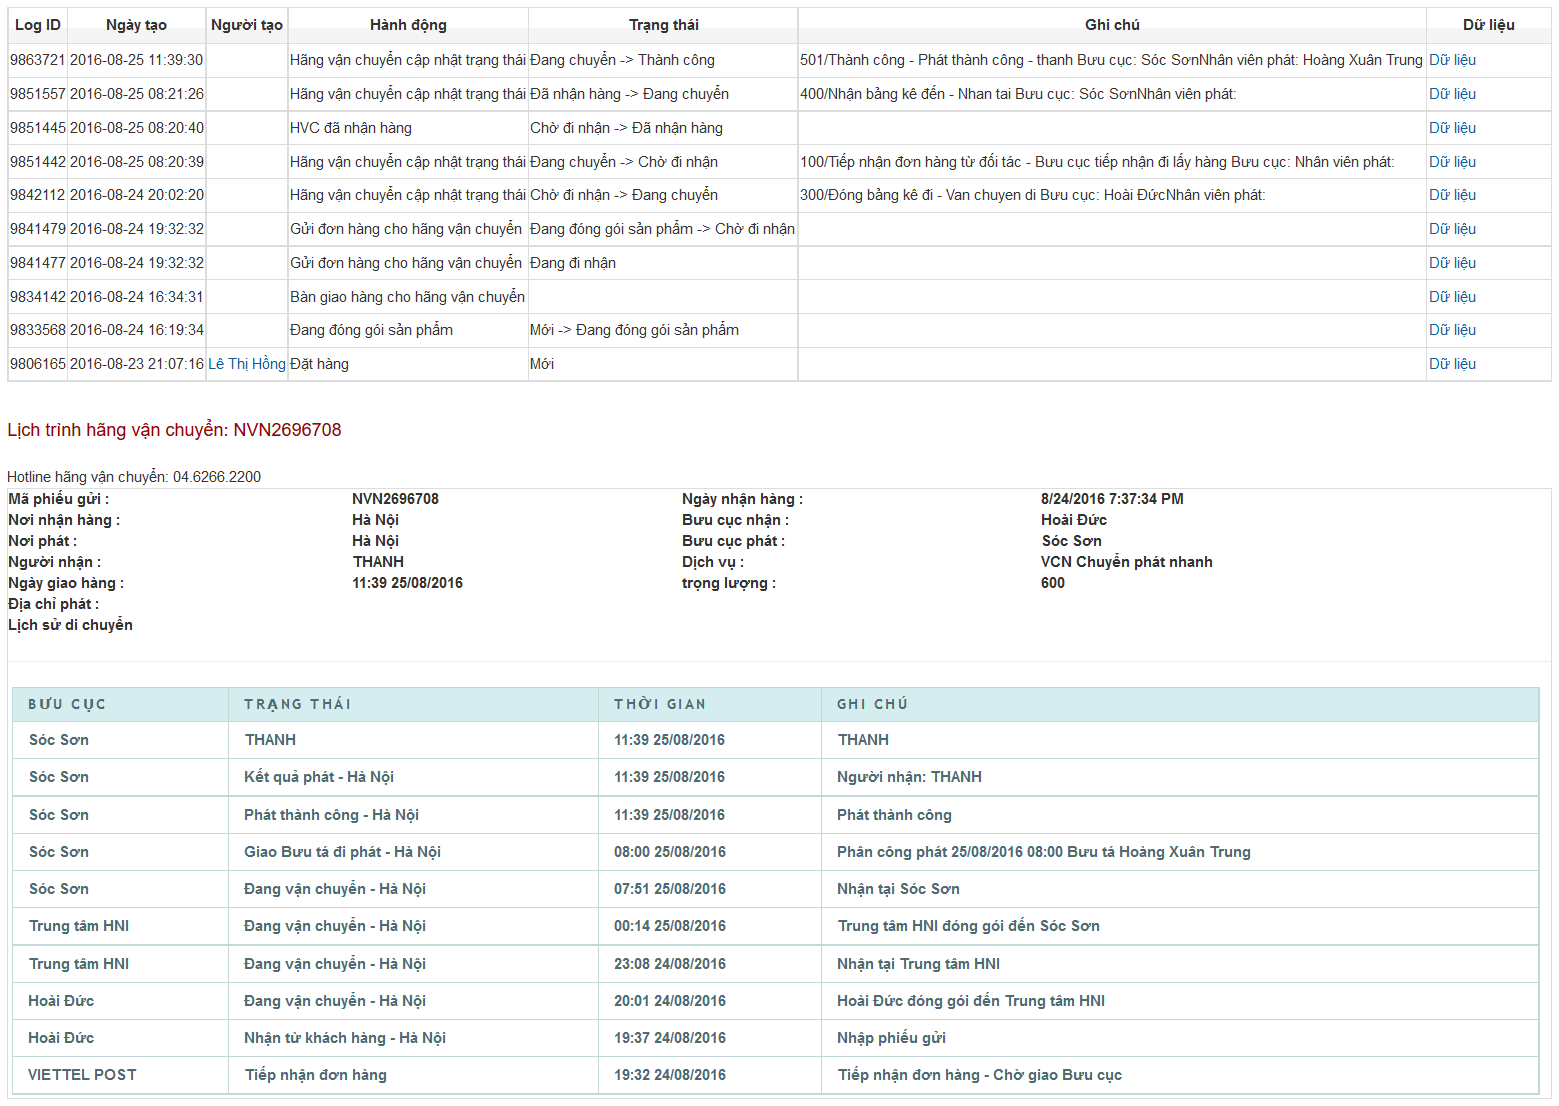 Log ID Ngày tạo Người tạo Hành động Trạng thái Ghi chú Dữ liệu
9863721 2016-08-25 11:39:30 Hãng vận chuyển cập nhật trạng thái Đang chuyển -> Thành công 501/Thành công - Phát thành công - thanh Bưu cục: Sóc SơnNhân viên phát: Hoàng Xuân Trung Dữ liệu
9851557 2016-08-25 08:21:26 Hãng vận chuyển cập nhật trạng thái Đã nhận hàng -> Đang chuyển 400/Nhận bảng kê đến - Nhan tai Bưu cục: Sóc SơnNhân viên phát: Dữ liệu
9851445 2016-08-25 08:20:40 HVC đã nhận hàng Chờ đi nhận -> Đã nhận hàng Dữ liệu
9851442 2016-08-25 08:20:39 Hãng vận chuyển cập nhật trạng thái Đang chuyển -> Chờ đi nhận 100/Tiếp nhận đơn hàng từ đối tác - Bưu cục tiếp nhận đi lấy hàng Bưu cục: Nhân viên phát: Dữ liệu
9842112 2016-08-24 20:02:20 Hãng vận chuyển cập nhật trạng thái Chờ đi nhận -> Đang chuyển 300/Đóng bảng kê đi - Van chuyen di Bưu cục: Hoài ĐứcNhân viên phát: Dữ liệu
9841479 2016-08-24 19:32:32 Gửi đơn hàng cho hãng vận chuyển Đang đóng gói sản phẩm -> Chờ đi nhận Dữ liệu
9841477 2016-08-24 19:32:32 Gửi đơn hàng cho hãng vận chuyển Đang đi nhận Dữ liệu
9834142 2016-08-24 16:34:31 Bàn giao hàng cho hãng vận chuyển Dữ liệu
9833568 2016-08-24 16:19:34 Đang đóng gói sản phẩm Mới -> Đang đóng gói sản phẩm Dữ liệu
9806165 2016-08-23 21:07:16 Lê Thị Hồng Đặt hàng Mới Dữ liệu
Lịch trình hãng vận chuyển: NVN2696708
Hotline hãng vận chuyển: 04.6266.2200
Mã phiếu gửi : NVN2696708 Ngày nhận hàng : 8/24/2016 7:37:34 PM
Nơi nhận hàng : Hà Nội Bưu cục nhận : Hoài Đức
Nơi phát : Hà Nội Bưu cục phát : Sóc Sơn
Người nhận : THANH Dịch vụ : VCN Chuyển phát nhanh
Ngày giao hàng : 11:39 25/08/2016 trọng lượng : 600
Địa chỉ phát :
Lịch sử di chuyển
BƯU CỤC TRẠNG THÁI THỜI GIAN GHI CHÚ
Sóc Sơn THANH 11:39 25/08/2016 THANH
Sóc Sơn Kết quả phát - Hà Nội 11:39 25/08/2016 Người nhận: THANH
Sóc Sơn Phát thành công - Hà Nội 11:39 25/08/2016 Phát thành công
Sóc Sơn Giao Bưu tá đi phát - Hà Nội 08:00 25/08/2016 Phân công phát 25/08/2016 08:00 Bưu tá Hoàng Xuân Trung
Sóc Sơn Đang vận chuyển - Hà Nội 07:51 25/08/2016 Nhận tại Sóc Sơn
Trung tâm HNI Đang vận chuyển - Hà Nội 00:14 25/08/2016 Trung tâm HNI đóng gói đến Sóc Sơn
Trung tâm HNI Đang vận chuyển - Hà Nội 23:08 24/08/2016 Nhận tại Trung tâm HNI
Hoài Đức Đang vận chuyển - Hà Nội 20:01 24/08/2016 Hoài Đức đóng gói đến Trung tâm HNI
Hoài Đức Nhận từ khách hàng - Hà Nội 19:37 24/08/2016 Nhập phiếu gửi
VIETTEL POST Tiếp nhận đơn hàng 19:32 24/08/2016 Tiếp nhận đơn hàng - Chờ giao Bưu cục